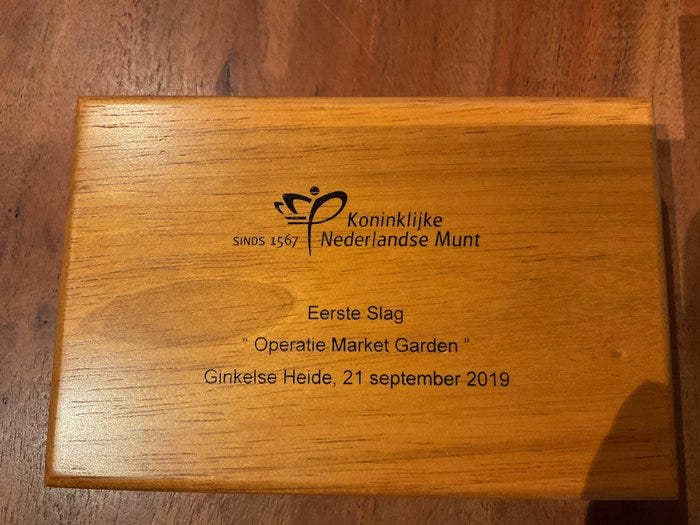 Koninklijke
SINDS 1567 Nederlandse Munt
Eerste Slag
“ Operatie Market Garden ”
Ginkelse Heide, 21 september 2019